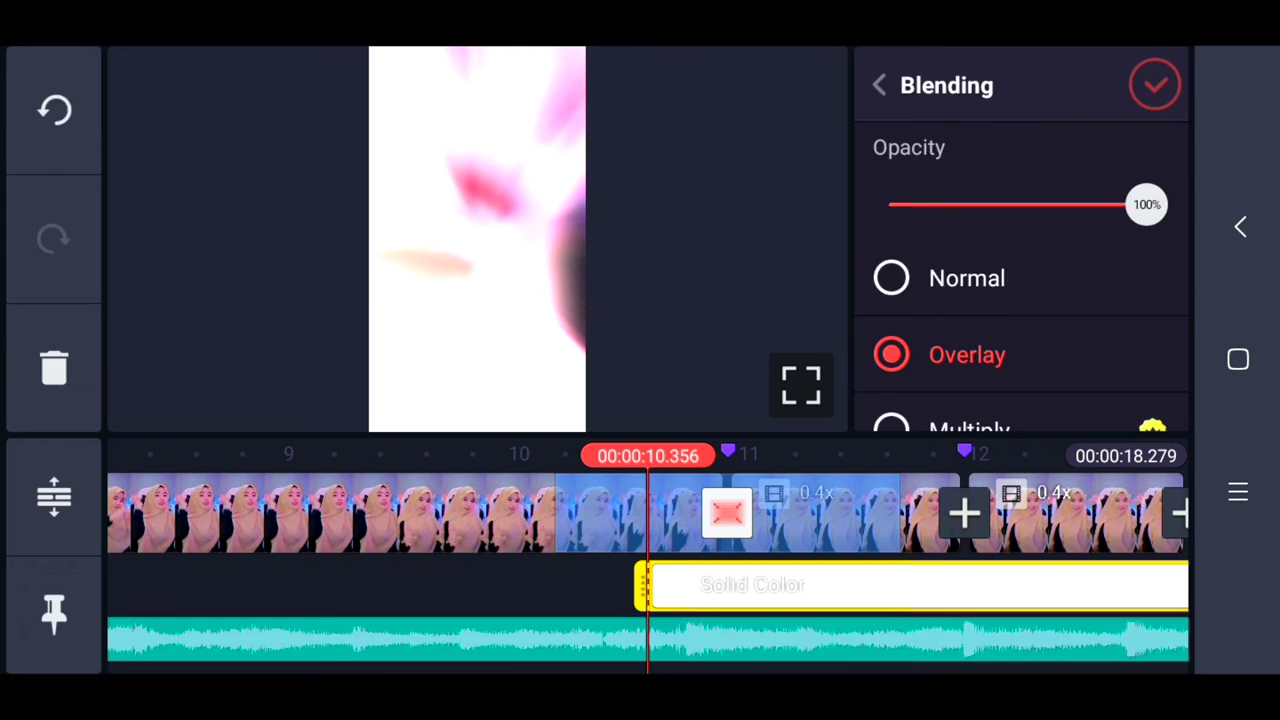 Blending
Opacity
100%
Normal
Overlay
Multiply
9
10
00:00:10.356
11
12
00:00:18.279
0.4x
0.4x
Solid Color